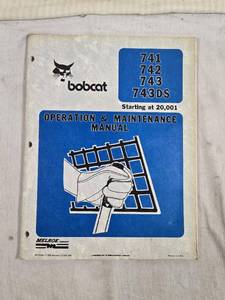 741
742
743
743DS
bobcat
Starting at 20,001
OPERATION & MAINTENANCE
MANUAL
MELROE